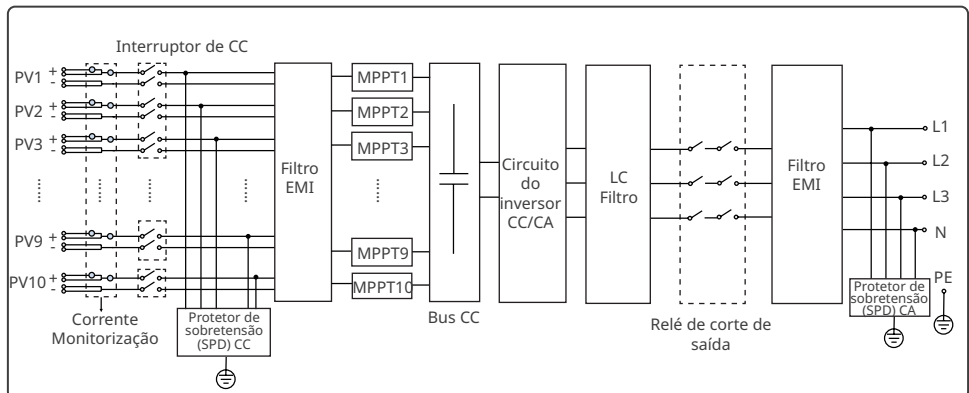 Interruptor de CC
PV1 + -
PV2 + -
PV3 + -
PV9 + -
PV10 + -
Corrente
Monitorização
Protetor de
sobretensão
(SPD) CC
Filtro
EMI
MPPT1
MPPT2
MPPT3
MPPT9
MPPT10
Bus CC
Circuito
do
inversor
CC/CA
LC
Filtro
Relé de corte de
saída
Filtro
EMI
L1
L2
L3
N
PE
Protetor de
sobretensão
(SPD) CA